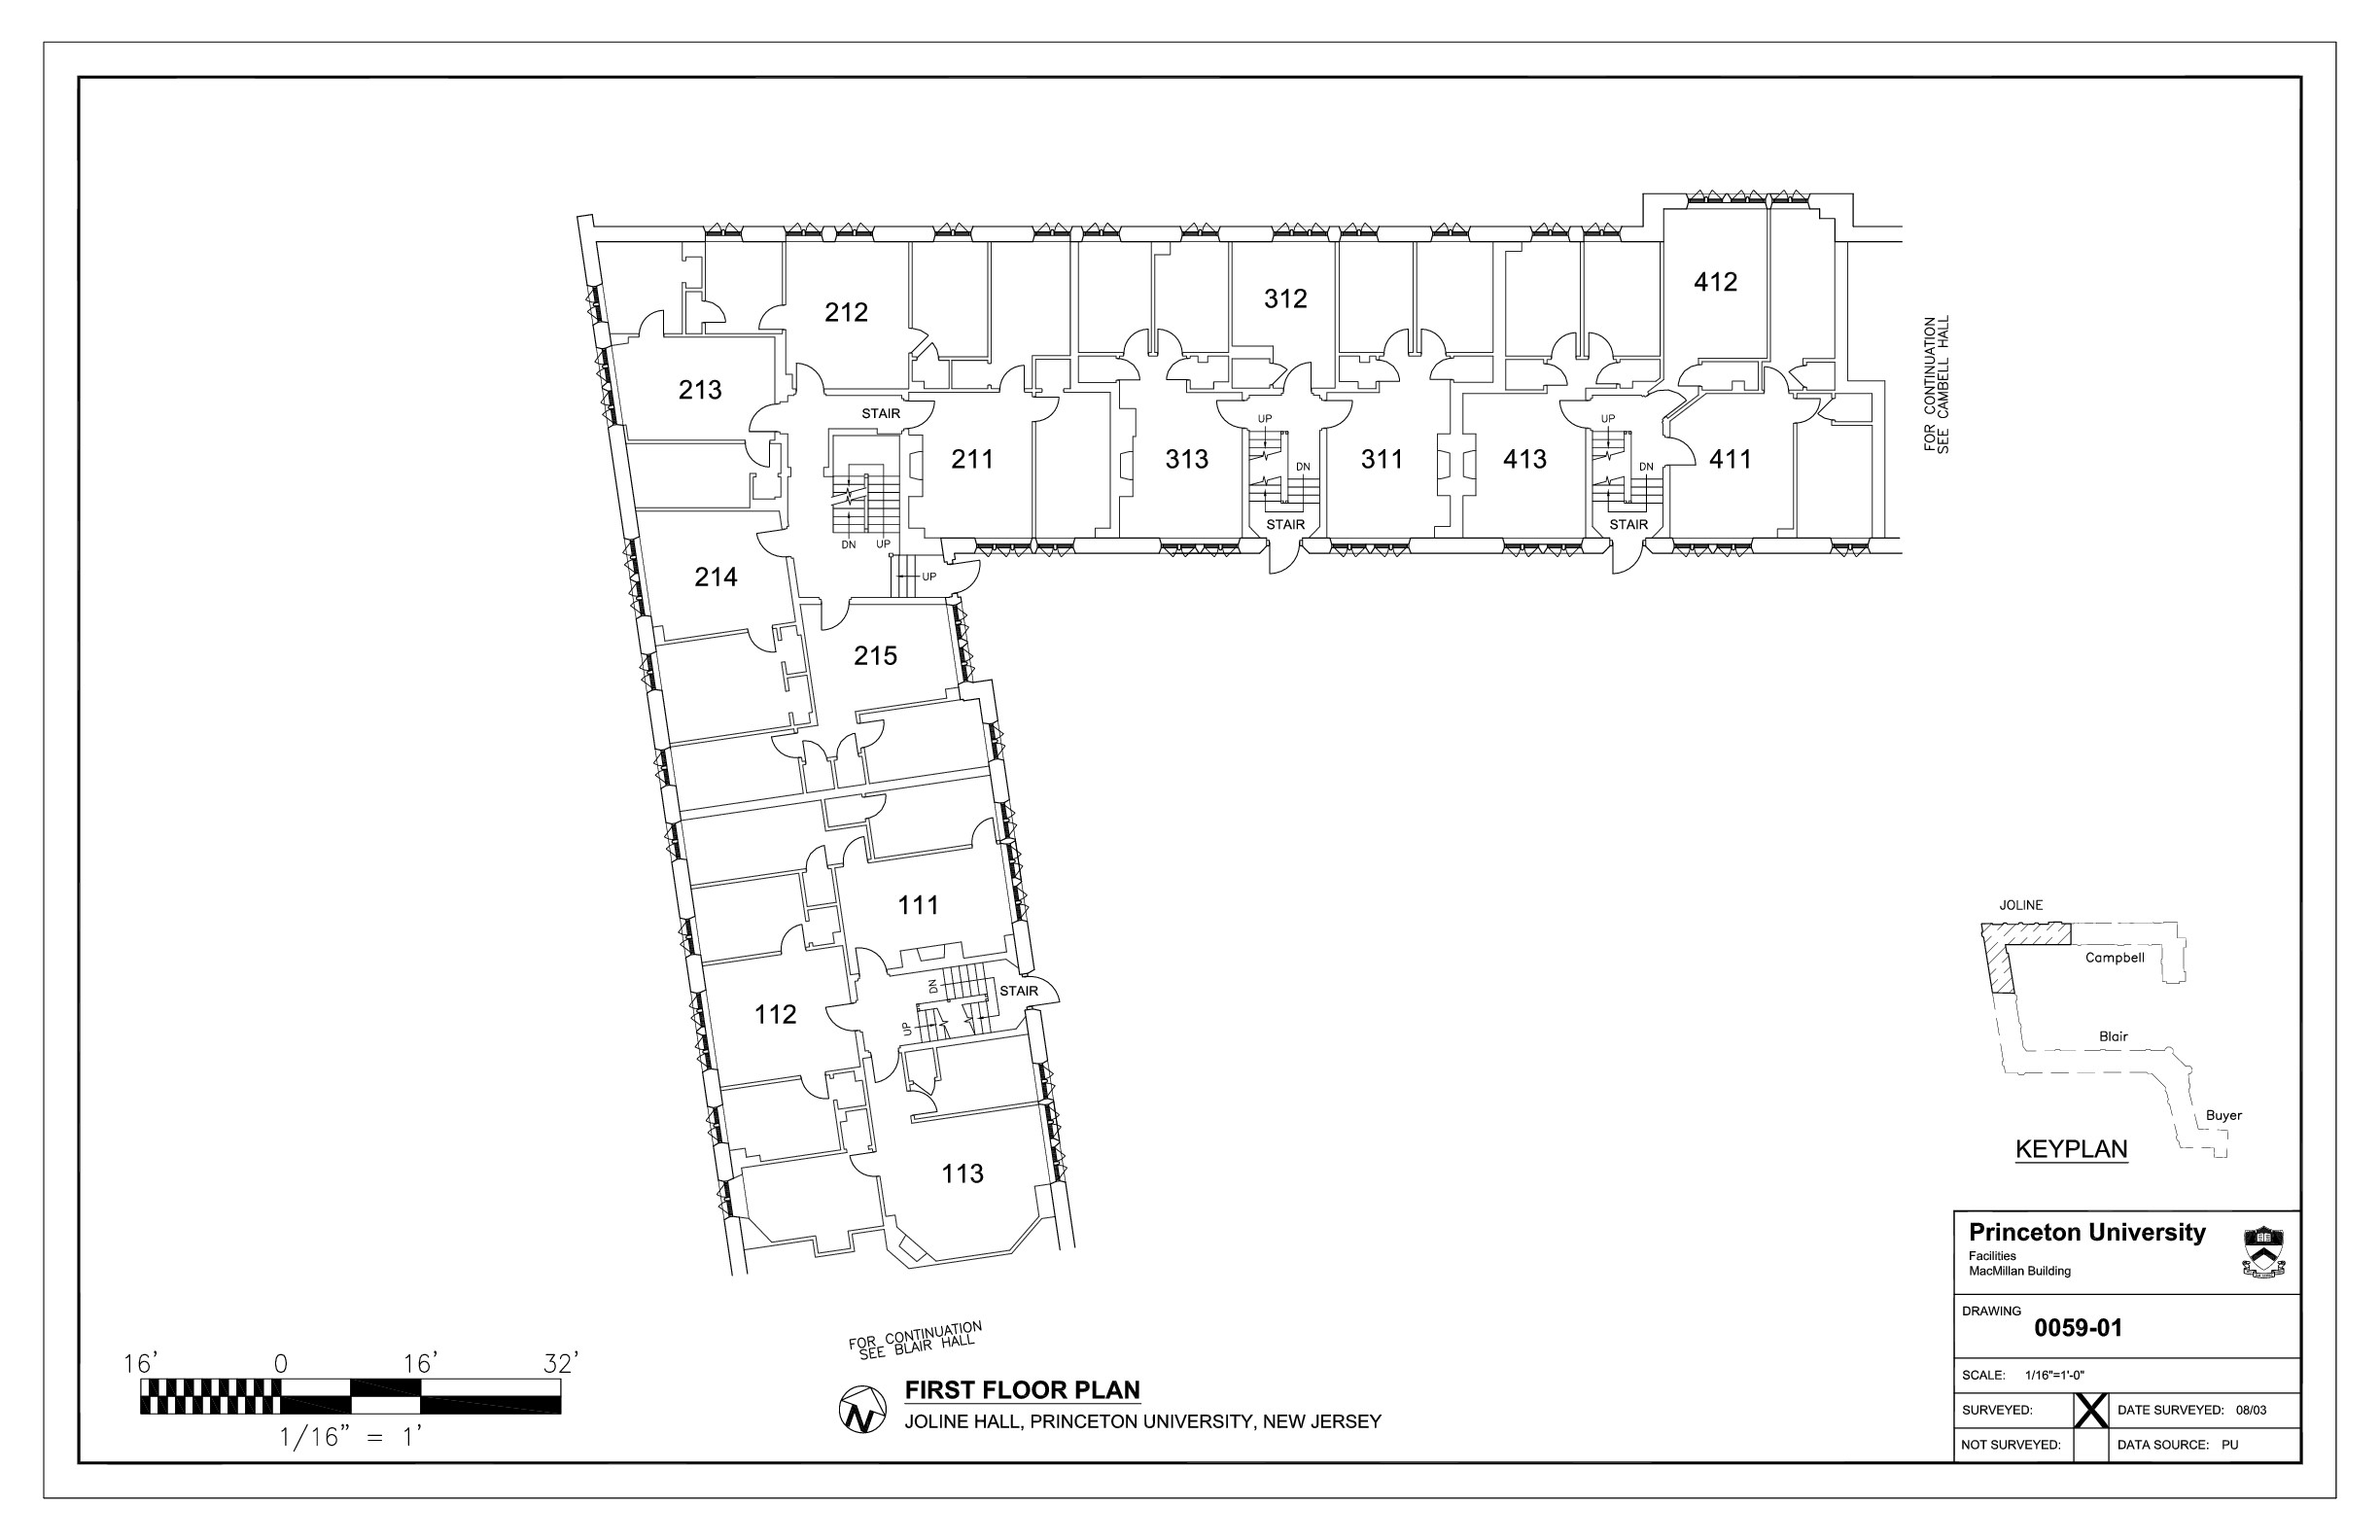 412
312
212
FOR CONTINUATION
SEE CAMBELL HALL
213
STAIR
UP
UP
211
313
311
413
411
DN
DN
STAIR
STAIR
DN
UP
UP
214
215
111
DN
STAIR
UP
112
113
JOLINE
Campbell
Blair
Buyer
KEYPLAN
Princeton University
Facilities
MacMillan Building
DRAWING
0059-01
SCALE: 1/16"=1'-0"
SURVEYED: X DATE SURVEYED: 08/03
NOT SURVEYED: DATA SOURCE: PU
FOR CONTINUATION
SEE BLAIR HALL
16' 0 16' 32'
1/16" = 1'
N
FIRST FLOOR PLAN
JOLINE HALL, PRINCETON UNIVERSITY, NEW JERSEY